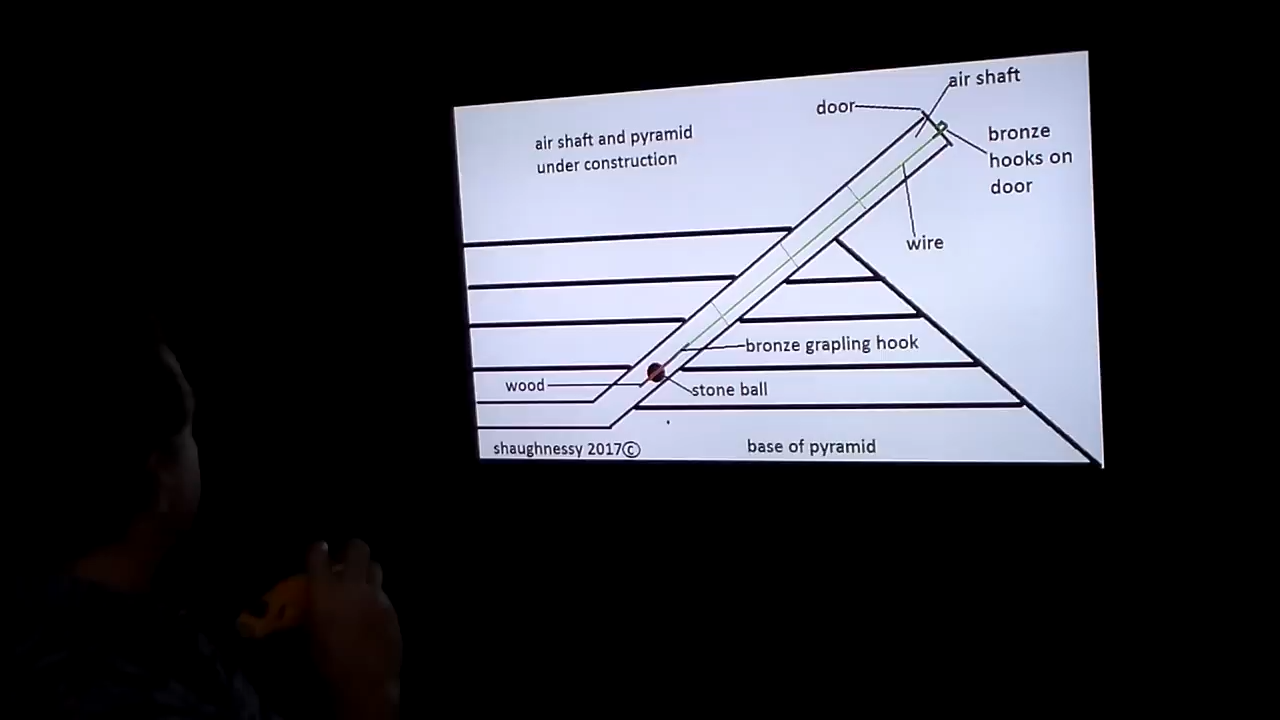 air shaft
door
air shaft and pyramid
under construction
bronze
hooks on
door
wire
bronze grapling hook
wood
stone ball
shaughnessy 2017©
base of pyramid